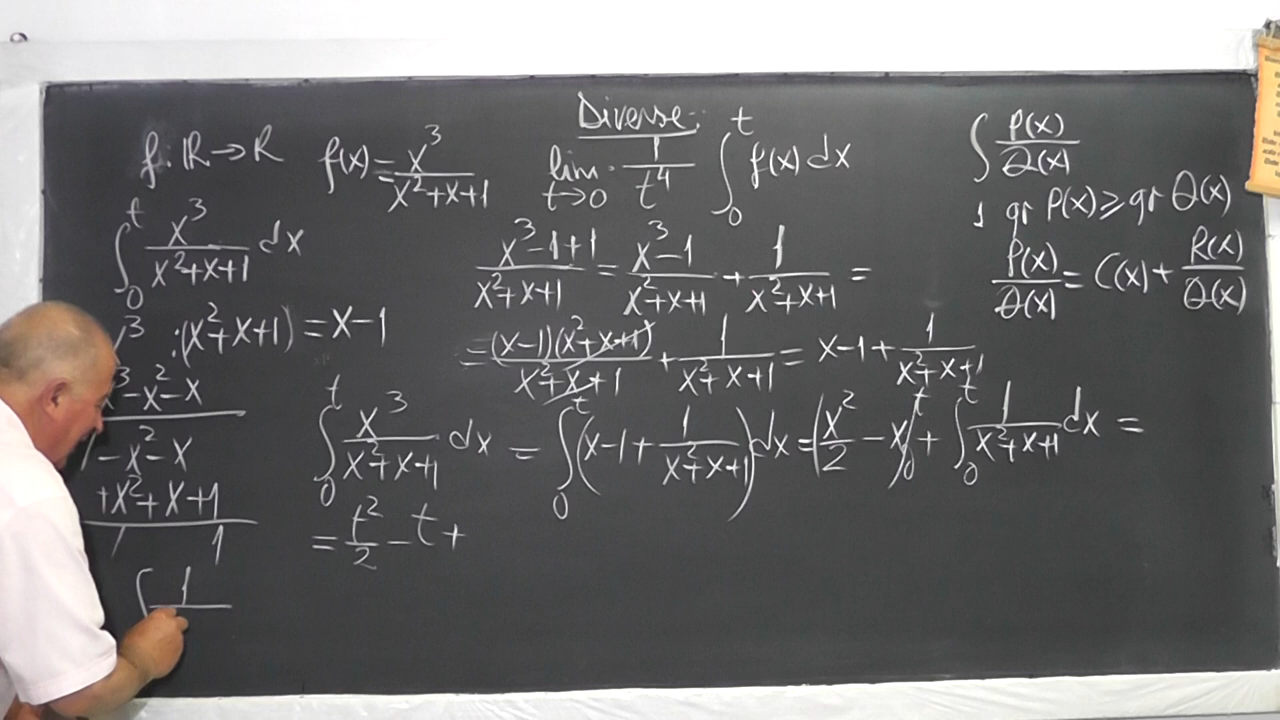 Diverse:
f: ℝ → R f(x) = x³/(x²+x+1) lim t→0 1/t⁴ ∫₀ᵗ f(x) dx
∫₀ᵗ x³/(x²+x+1) dx
x³ : (x²+x+1) = x-1
³-x²-x
/ -x²-x
+x²+x+1
/ 1
∫ 1/
(x³-1+1)/(x²+x+1) = (x³-1)/(x²+x+1) + 1/(x²+x+1) =
= (x-1)(x²+x+1)/(x²+x+1) + 1/(x²+x+1) = x-1+ 1/(x²+x+1)
∫₀ᵗ x³/(x²+x+1) dx = ∫₀ᵗ (x-1+ 1/(x²+x+1)) dx = (x²/2 - x)|₀ᵗ + ∫₀ᵗ 1/(x²+x+1) dx =
= t²/2 - t +
∫ P(x)/Q(x)
1 gr P(x) ≥ gr Q(x)
P(x)/Q(x) = C(x) + R(x)/Q(x)